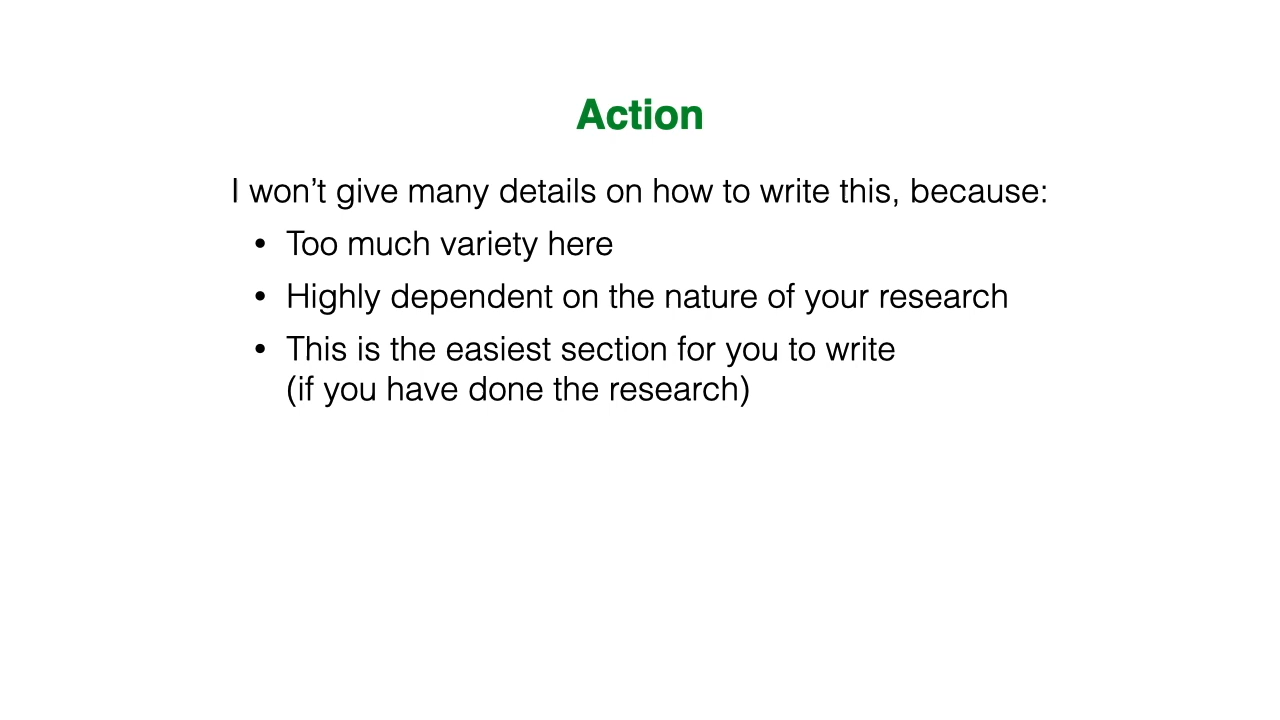 Action
I won’t give many details on how to write this, because:
• Too much variety here
• Highly dependent on the nature of your research
• This is the easiest section for you to write
(if you have done the research)